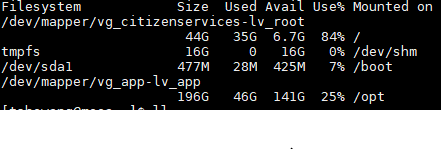 Filesystem Size Used Avail Use% Mounted on
/dev/mapper/vg_citizenservices-lv_root
44G 35G 6.7G 84% /
tmpfs 16G 0 16G 0% /dev/shm
/dev/sda1 477M 28M 425M 7% /boot
/dev/mapper/vg_app-lv_app
196G 46G 141G 25% /opt